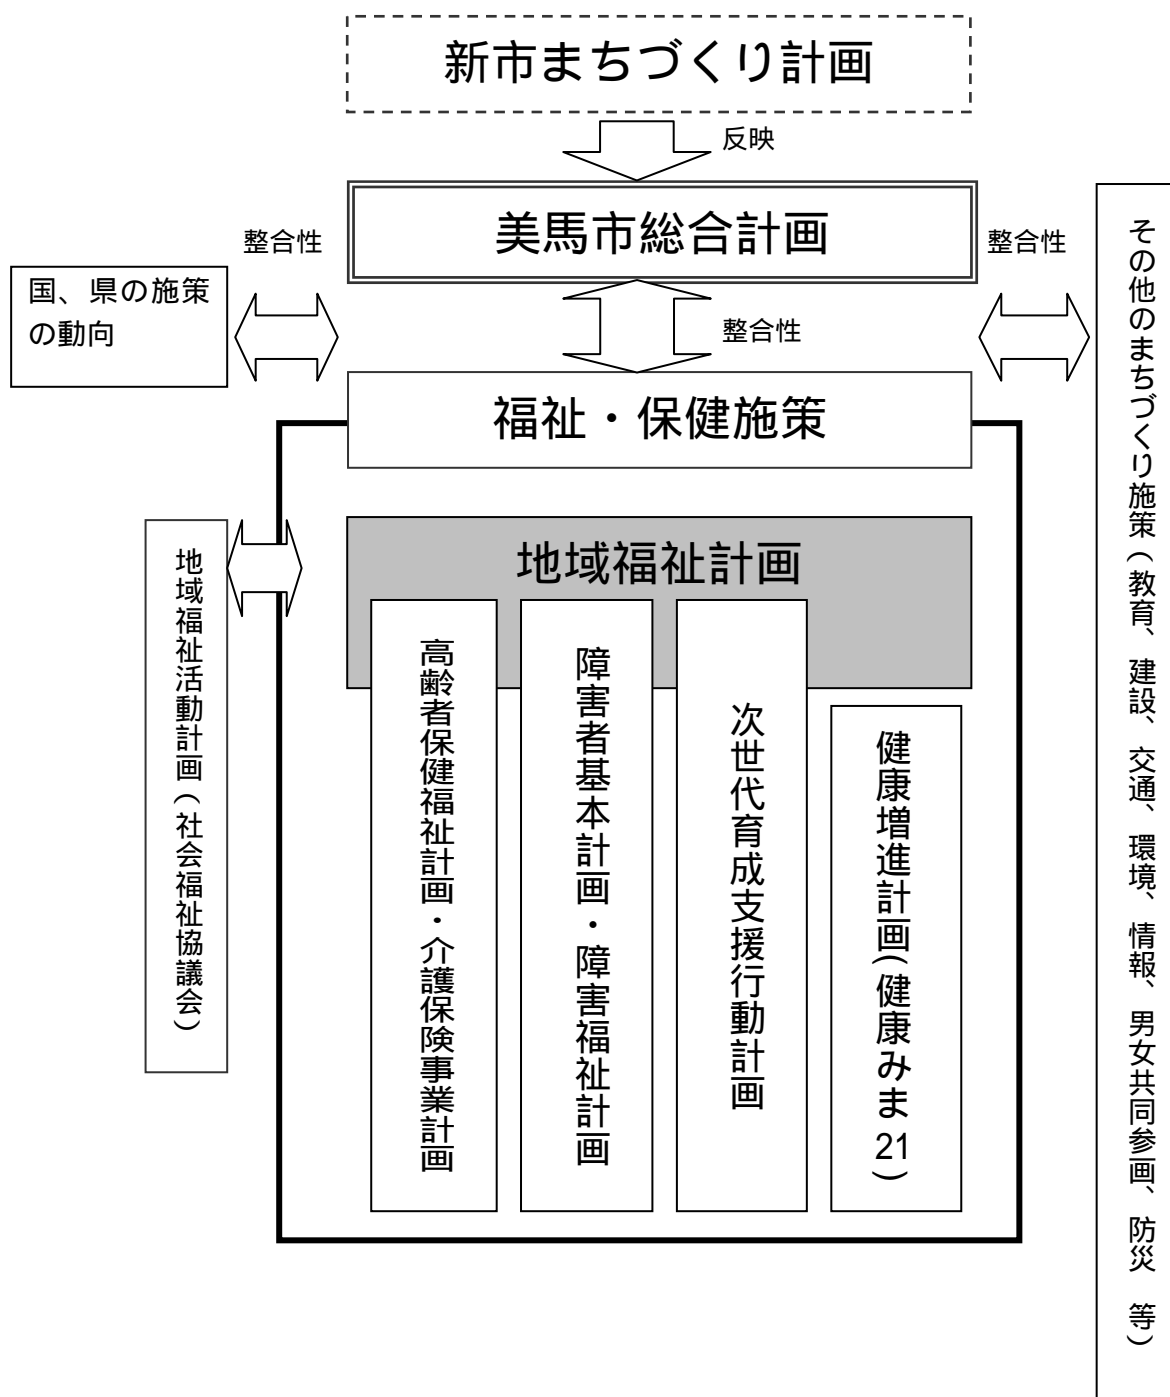 新市まちづくり計画
反映
美馬市総合計画
整合性
整合性
国、県の施策
の動向
整合性
福祉・保健施策
地域福祉計画
地域福祉活動計画(社会福祉協議会)
高齢者保健福祉計画・介護保険事業計画
障害者基本計画・障害福祉計画
次世代育成支援行動計画
健康増進計画(健康みま21)
その他のまちづくり施策(教育、建設、交通、環境、情報、男女共同参画、防災 等)